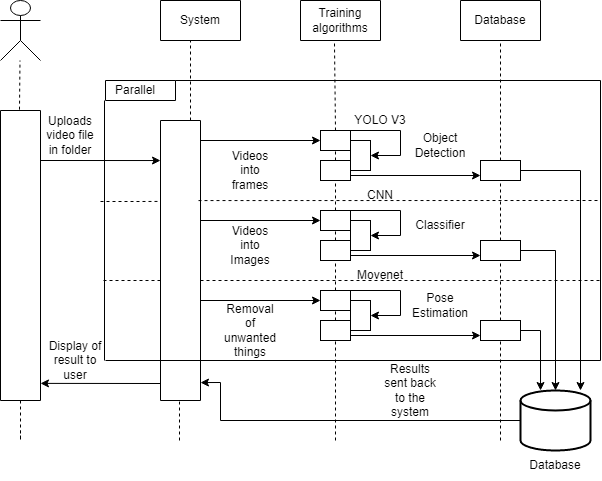 System
Training
algorithms
Database
Parallel
Uploads
video file
in folder
YOLO V3
Object
Detection
Videos
into
frames
CNN
Classifier
Videos
into
Images
Movenet
Pose
Estimation
Removal
of
unwanted
things
Display of
result to
user
Results
sent back
to the
system
Database